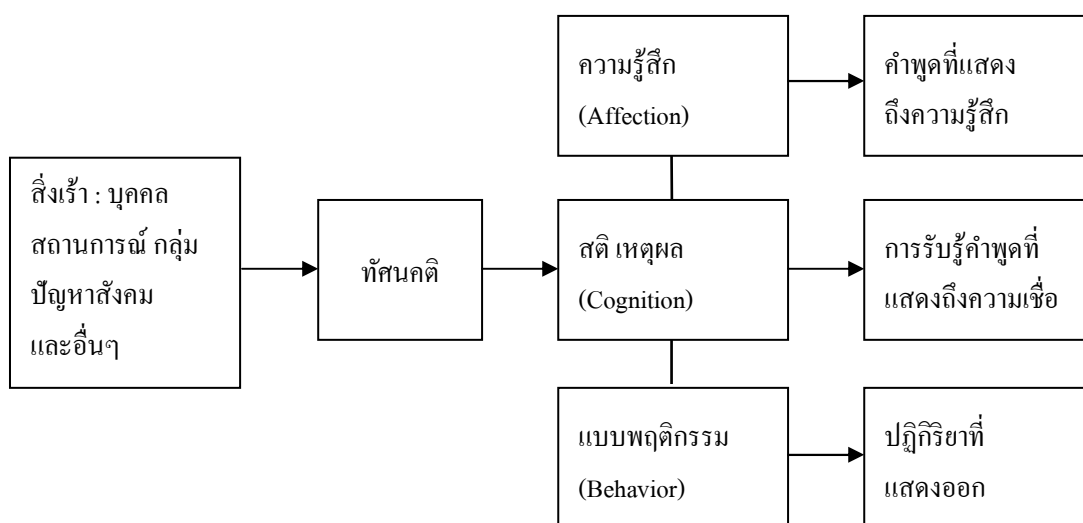 ความรู้สึก
(Affection)
คำพูดที่แสดง
ถึงความรู้สึก
สิ่งเร้า : บุคคล
สถานการณ์ กลุ่ม
ปัญหาสังคม
และอื่นๆ
ทัศนคติ
สติ เหตุผล
(Cognition)
การรับรู้คำพูดที่
แสดงถึงความเชื่อ
แบบพฤติกรรม
(Behavior)
ปฏิกิริยาที่
แสดงออก